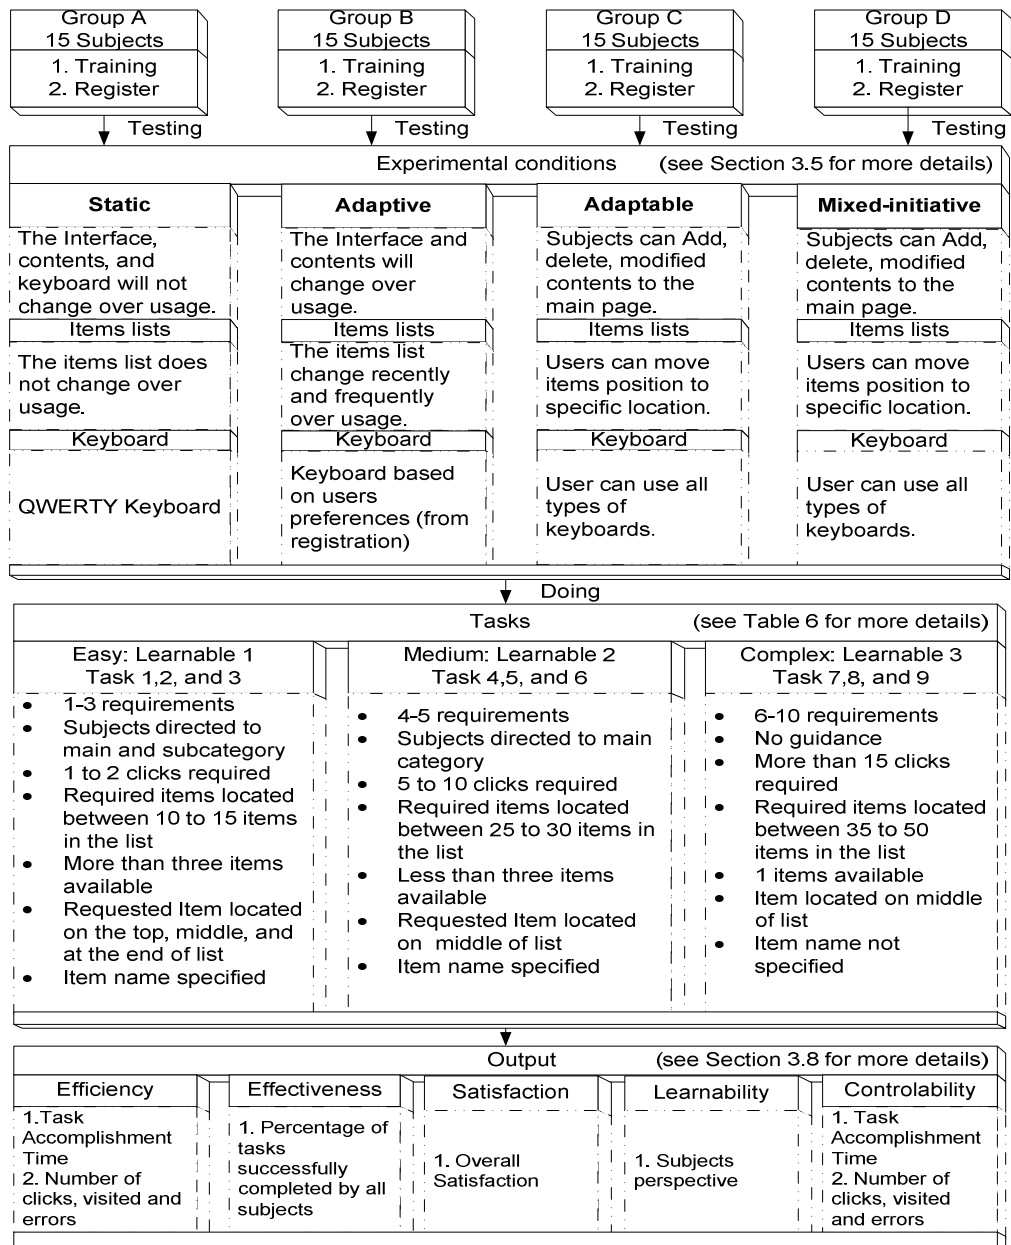 Group A
15 Subjects
1. Training
2. Register
Group B
15 Subjects
1. Training
2. Register
Group C
15 Subjects
1. Training
2. Register
Group D
15 Subjects
1. Training
2. Register
Testing
Testing
Testing
Testing
Experimental conditions (see Section 3.5 for more details)
Static
The Interface,
contents, and
keyboard will not
change over usage.
Items lists
The items list does
not change over
usage.
Keyboard
QWERTY Keyboard
Adaptive
The Interface and
contents will
change over
usage.
Items lists
The items list
change recently
and frequently
over usage.
Keyboard
Keyboard based
on users
preferences (from
registration)
Adaptable
Subjects can Add,
delete, modified
contents to the
main page.
Items lists
Users can move
items position to
specific location.
Keyboard
User can use all
types of
keyboards.
Mixed-initiative
Subjects can Add,
delete, modified
contents to the
main page.
Items lists
Users can move
items position to
specific location.
Keyboard
User can use all
types of
keyboards.
Doing
Tasks (see Table 6 for more details)
Easy: Learnable 1
Task 1,2, and 3
• 1-3 requirements
• Subjects directed to
main and subcategory
• 1 to 2 clicks required
• Required items located
between 10 to 15 items
in the list
• More than three items
available
• Requested Item located
on the top, middle, and
at the end of list
• Item name specified
Medium: Learnable 2
Task 4,5, and 6
• 4-5 requirements
• Subjects directed to main
category
• 5 to 10 clicks required
• Required items located
between 25 to 30 items in
the list
• Less than three items
available
• Requested Item located
on middle of list
• Item name specified
Complex: Learnable 3
Task 7,8, and 9
• 6-10 requirements
• No guidance
• More than 15 clicks
required
• Required items located
between 35 to 50
items in the list
• 1 items available
• Item located on middle
of list
• Item name not
specified
Output (see Section 3.8 for more details)
Efficiency
1.Task
Accomplishment
Time
2. Number of
clicks, visited and
errors
Effectiveness
1. Percentage of
tasks
successfully
completed by all
subjects
Satisfaction
1. Overall
Satisfaction
Learnability
1. Subjects
perspective
Controlability
1. Task
Accomplishment
Time
2. Number of
clicks, visited
and errors